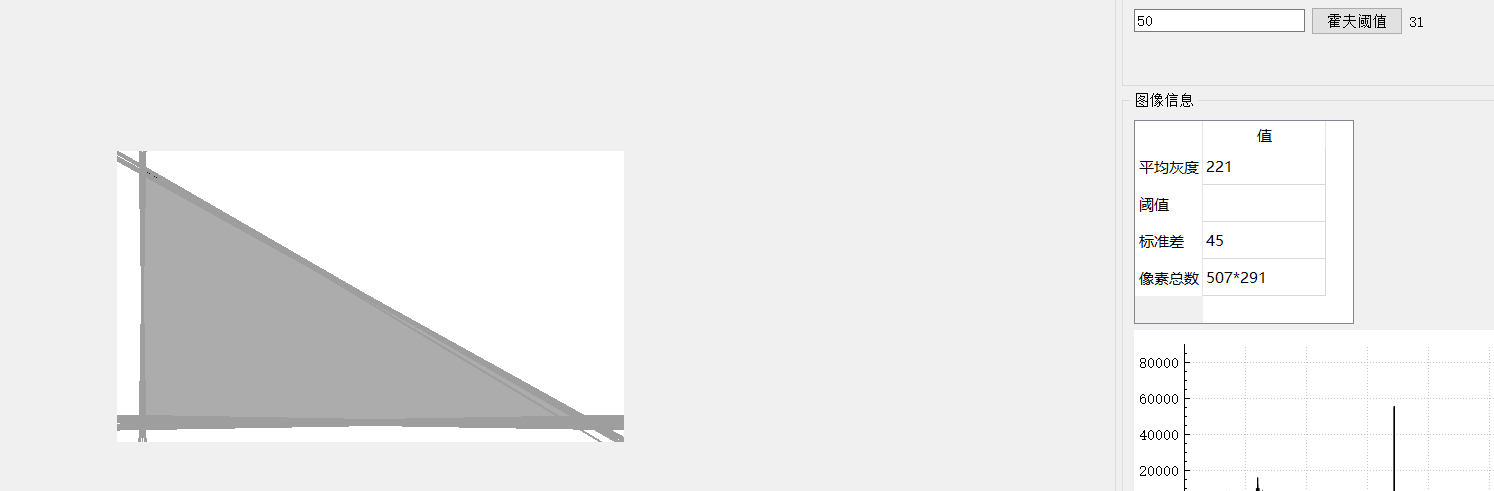 50 霍夫阈值 31
图像信息
值
平均灰度 221
阈值
标准差 45
像素总数 507*291
80000
60000
40000
20000